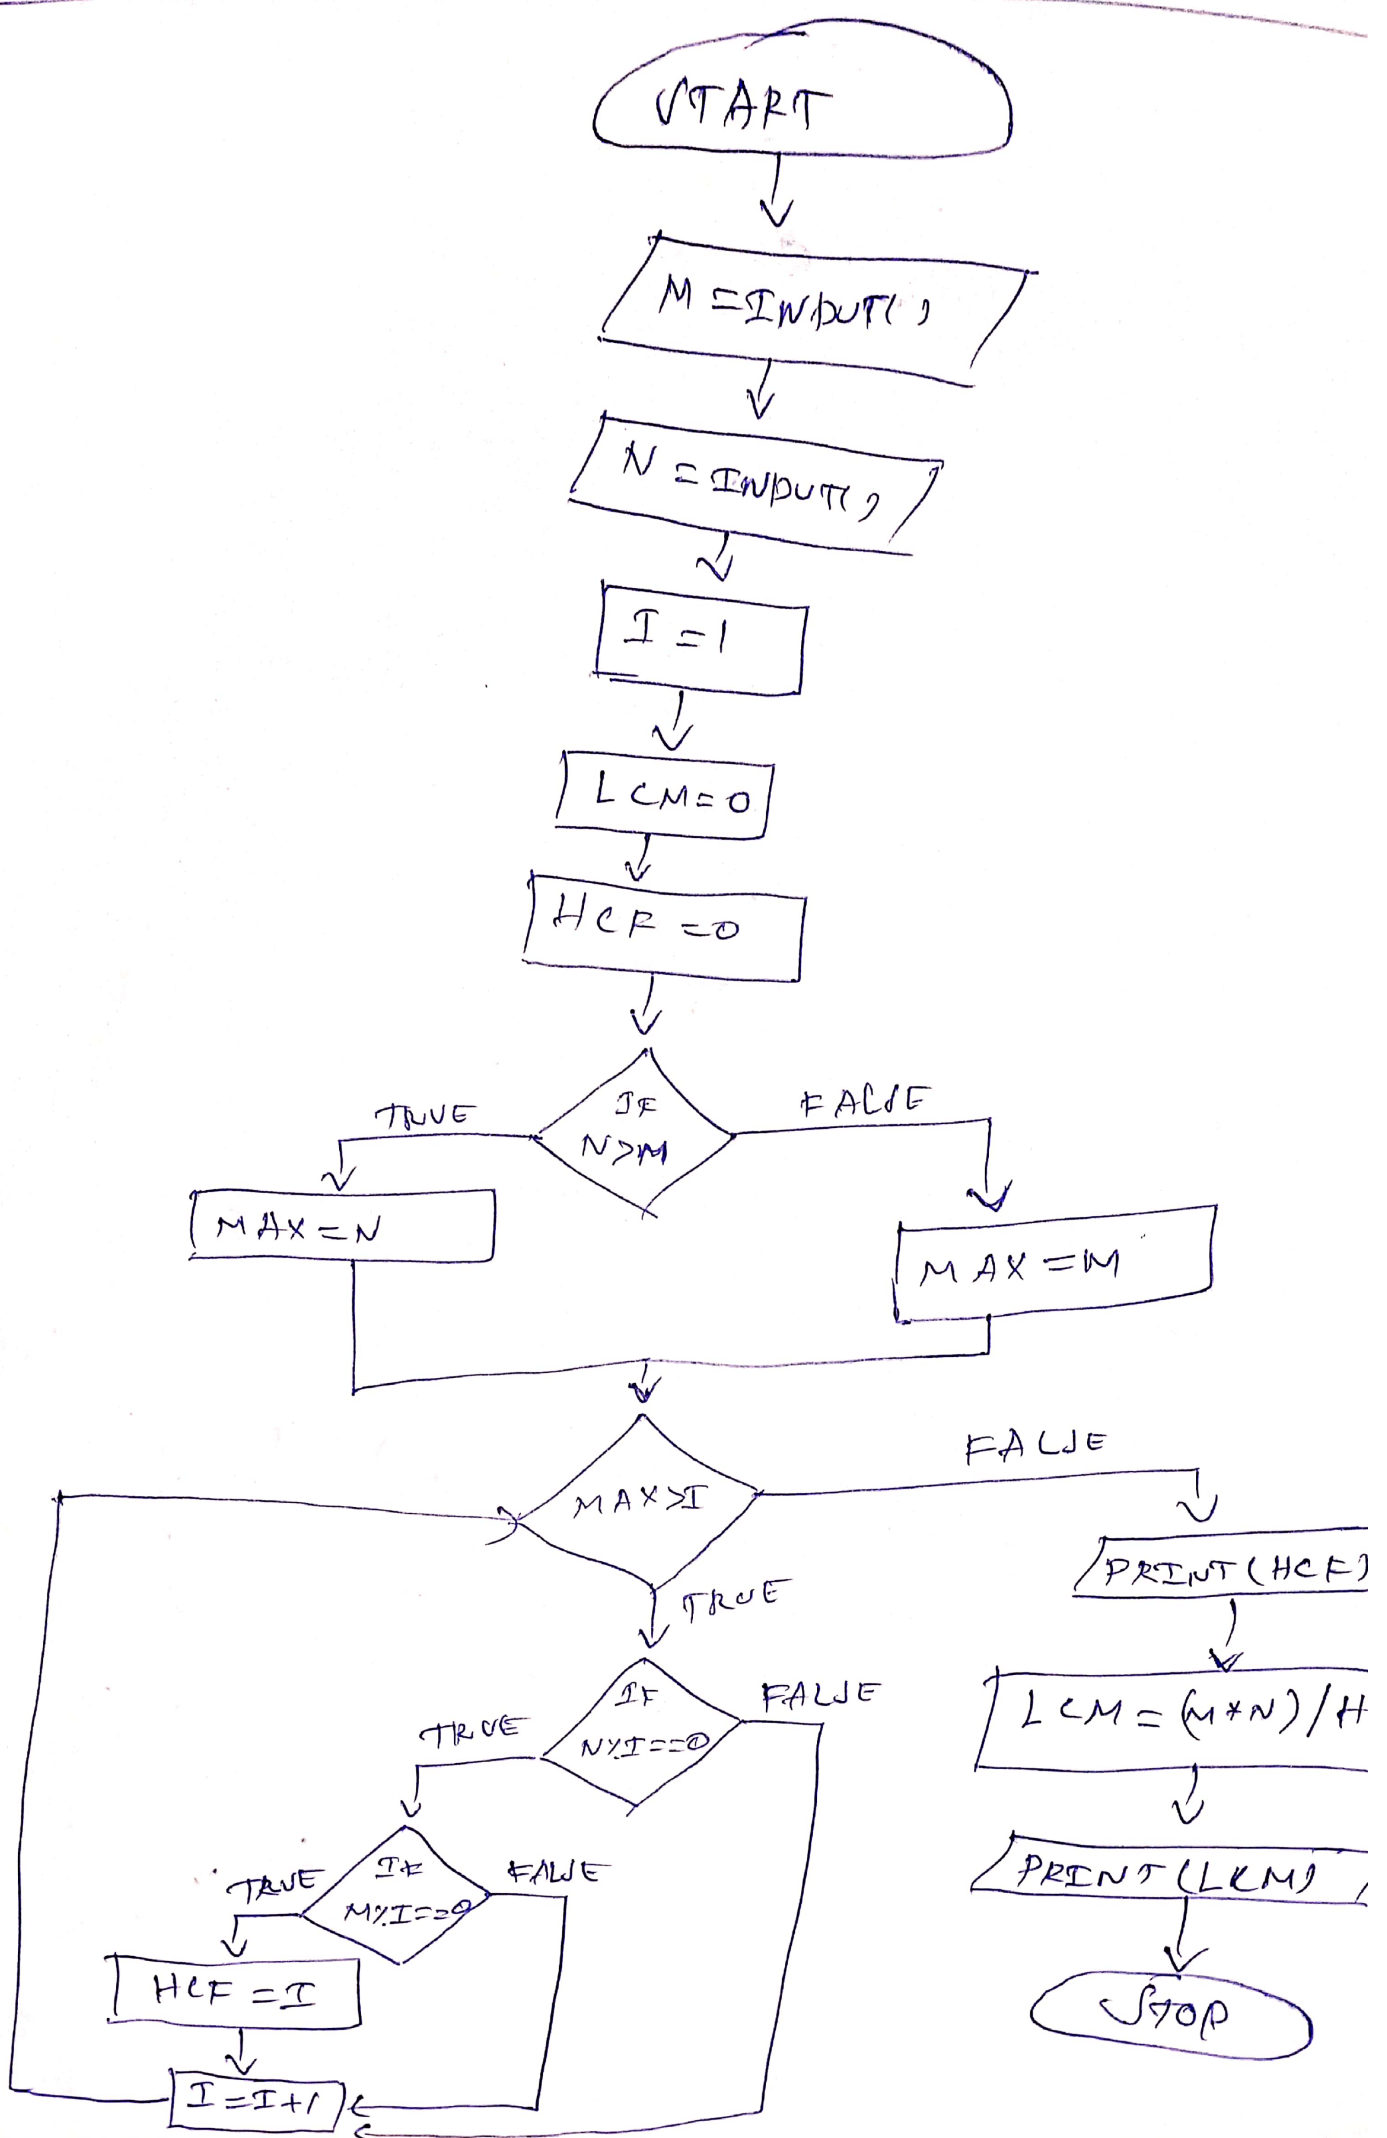 START
M = INPUT()
N = INPUT()
I = 1
LCM = 0
HCF = 0
IF
N > M
TRUE
FALSE
MAX = N
MAX = M
MAX > I
FALSE
TRUE
PRINT (HCF)
IF
N % I == 0
TRUE
FALSE
LCM = (M * N) / H
IF
M % I == 0
TRUE
FALSE
PRINT (LCM)
HCF = I
STOP
I = I + 1